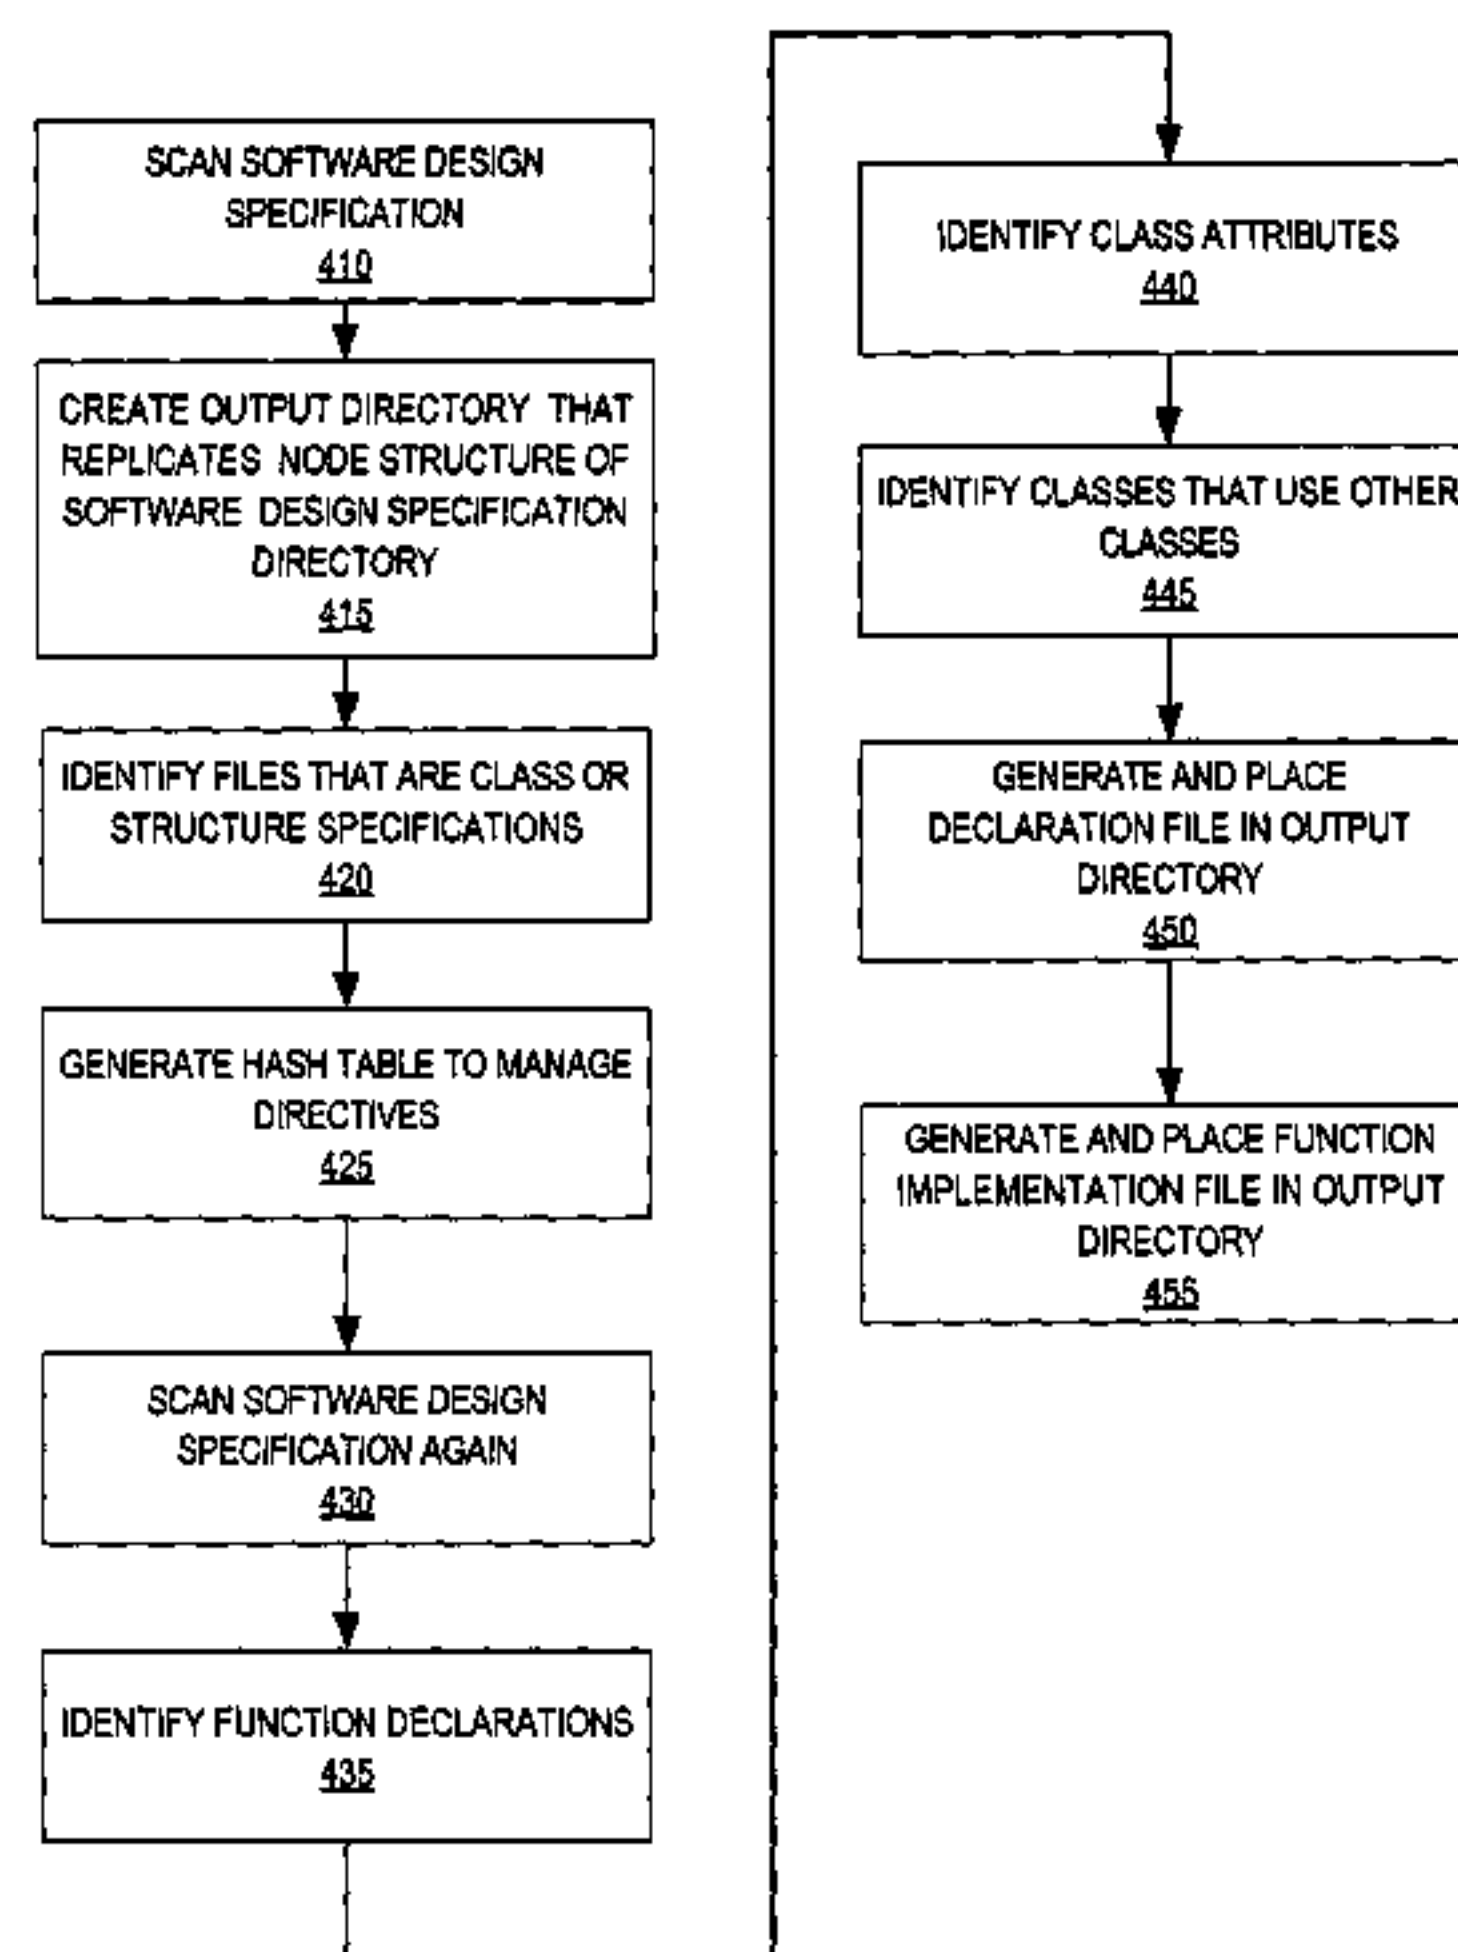 SCAN SOFTWARE DESIGN
SPECIFICATION
410
CREATE OUTPUT DIRECTORY THAT
REPLICATES NODE STRUCTURE OF
SOFTWARE DESIGN SPECIFICATION
DIRECTORY
415
IDENTIFY FILES THAT ARE CLASS OR
STRUCTURE SPECIFICATIONS
420
GENERATE HASH TABLE TO MANAGE
DIRECTIVES
425
SCAN SOFTWARE DESIGN
SPECIFICATION AGAIN
430
IDENTIFY FUNCTION DECLARATIONS
435
IDENTIFY CLASS ATTRIBUTES
440
IDENTIFY CLASSES THAT USE OTHER
CLASSES
445
GENERATE AND PLACE
DECLARATION FILE IN OUTPUT
DIRECTORY
450
GENERATE AND PLACE FUNCTION
IMPLEMENTATION FILE IN OUTPUT
DIRECTORY
455